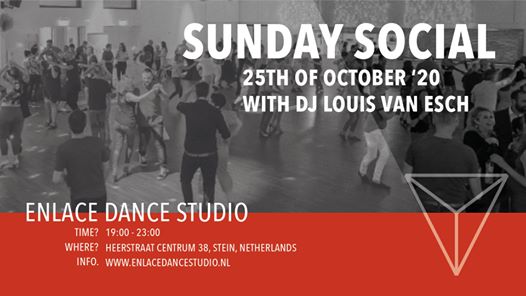 SUNDAY SOCIAL
25TH OF OCTOBER '20
WITH DJ LOUIS VAN ESCH
ENLACE DANCE STUDIO
TIME? 19:00 - 23:00
WHERE? HEERSTRAAT CENTRUM 38, STEIN, NETHERLANDS
INFO. WWW.ENLACEDANCESTUDIO.NL